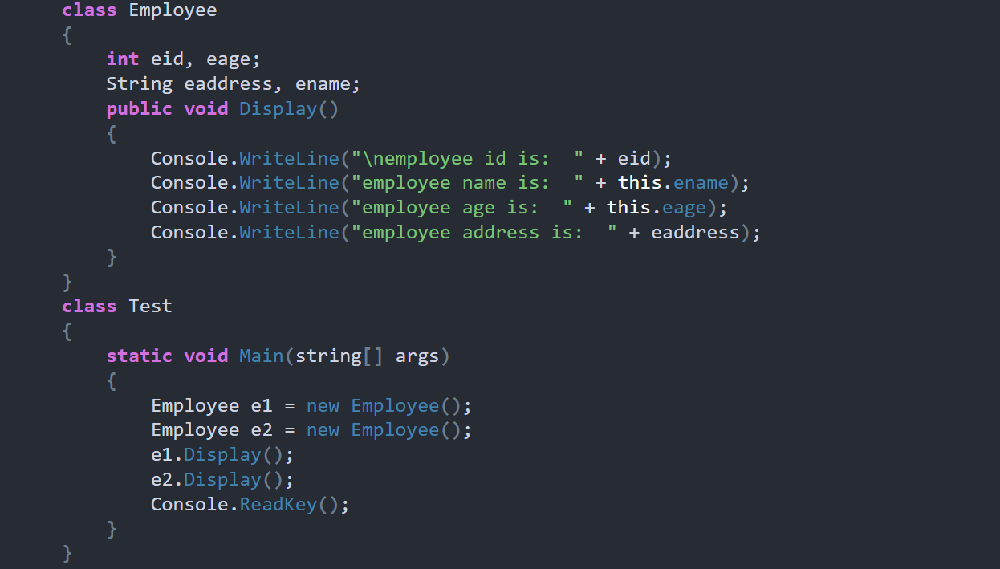 class Employee
{
    int eid, eage;
    String eaddress, ename;
    public void Display()
    {
        Console.WriteLine("\nemployee id is:  " + eid);
        Console.WriteLine("employee name is:  " + this.ename);
        Console.WriteLine("employee age is:  " + this.eage);
        Console.WriteLine("employee address is:  " + eaddress);
    }
}
class Test
{
    static void Main(string[] args)
    {
        Employee e1 = new Employee();
        Employee e2 = new Employee();
        e1.Display();
        e2.Display();
        Console.ReadKey();
    }
}